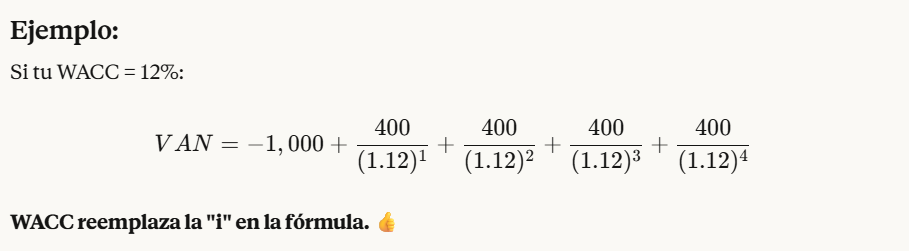 Ejemplo:
Si tu WACC = 12%:
VAN = −1,000 + 400/(1.12)¹ + 400/(1.12)² + 400/(1.12)³ + 400/(1.12)⁴
WACC reemplaza la "i" en la fórmula. 👍